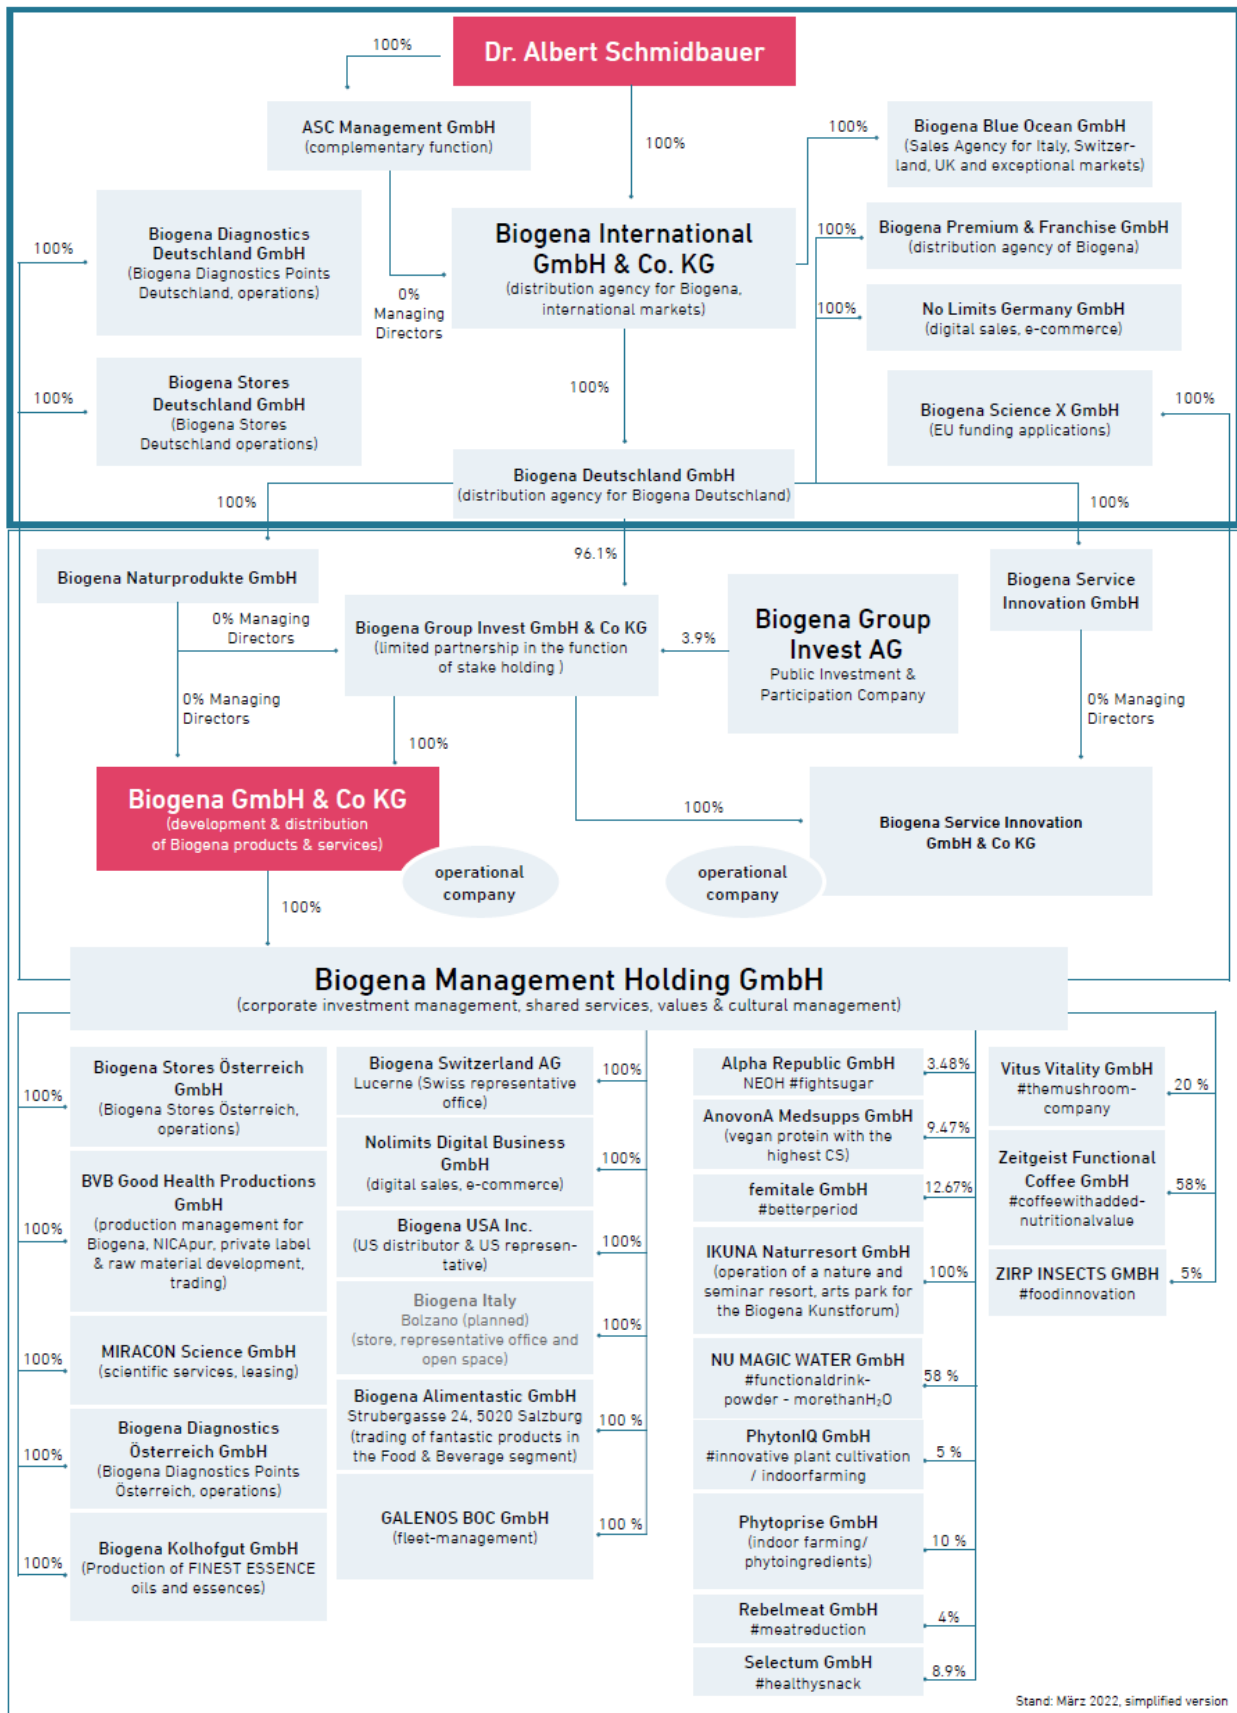 Dr. Albert Schmidbauer
100%
ASC Management GmbH
(complementary function)
100%
100%
Biogena Blue Ocean GmbH
(Sales Agency for Italy, Switzer-
land, UK and exceptional markets)
100%
Biogena Diagnostics
Deutschland GmbH
(Biogena Diagnostics Points
Deutschland, operations)
0%
Managing
Directors
Biogena International
GmbH & Co. KG
(distribution agency for Biogena,
international markets)
100%
Biogena Premium & Franchise GmbH
(distribution agency of Biogena)
100%
No Limits Germany GmbH
(digital sales, e-commerce)
100%
Biogena Stores
Deutschland GmbH
(Biogena Stores
Deutschland operations)
100%
Biogena Science X GmbH
(EU funding applications)
100%
Biogena Deutschland GmbH
(distribution agency for Biogena Deutschland)
100%
100%
96.1%
Biogena Naturprodukte GmbH
0% Managing
Directors
Biogena Group Invest GmbH & Co KG
(limited partnership in the function
of stake holding )
3.9%
Biogena Group
Invest AG
Public Investment &
Participation Company
Biogena Service
Innovation GmbH
0% Managing
Directors
0% Managing
Directors
100%
Biogena GmbH & Co KG
(development & distribution
of Biogena products & services)
operational
company
100%
operational
company
Biogena Service Innovation
GmbH & Co KG
100%
Biogena Management Holding GmbH
(corporate investment management, shared services, values & cultural management)
100%
Biogena Stores Österreich
GmbH
(Biogena Stores Österreich,
operations)
100%
BVB Good Health Productions
GmbH
(production management for
Biogena, NICApur, private label
& raw material development,
trading)
100%
MIRACON Science GmbH
(scientific services, leasing)
100%
Biogena Diagnostics
Österreich GmbH
(Biogena Diagnostics Points
Österreich, operations)
100%
Biogena Kolhofgut GmbH
(Production of FINEST ESSENCE
oils and essences)
Biogena Switzerland AG
Lucerne (Swiss representative
office)
100%
Nolimits Digital Business
GmbH
(digital sales, e-commerce)
100%
Biogena USA Inc.
(US distributor & US represen-
tative)
100%
Biogena Italy
Bolzano (planned)
(store, representative office and
open space)
100%
Biogena Alimentastic GmbH
Strubergasse 24, 5020 Salzburg
(trading of fantastic products in
the Food & Beverage segment)
100 %
GALENOS BOC GmbH
(fleet-management)
100 %
Alpha Republic GmbH
NEOH #fightsugar
3.48%
AnovonA Medsupps GmbH
(vegan protein with the
highest CS)
9.47%
femitale GmbH
#betterperiod
12.67%
IKUNA Naturresort GmbH
(operation of a nature and
seminar resort, arts park for
the Biogena Kunstforum)
100%
NU MAGIC WATER GmbH
#functionaldrink-
powder - morethanH₂O
58 %
PhytonIQ GmbH
#innovative plant cultivation
/ indoorfarming
5 %
Phytoprise GmbH
(indoor farming/
phytoingredients)
10 %
Rebelmeat GmbH
#meatreduction
4%
Selectum GmbH
#healthysnack
8.9%
Vitus Vitality GmbH
#themushroom-
company
20 %
Zeitgeist Functional
Coffee GmbH
#coffeewithadded-
nutritionalvalue
58%
ZIRP INSECTS GMBH
#foodinnovation
5%
Stand: März 2022, simplified version